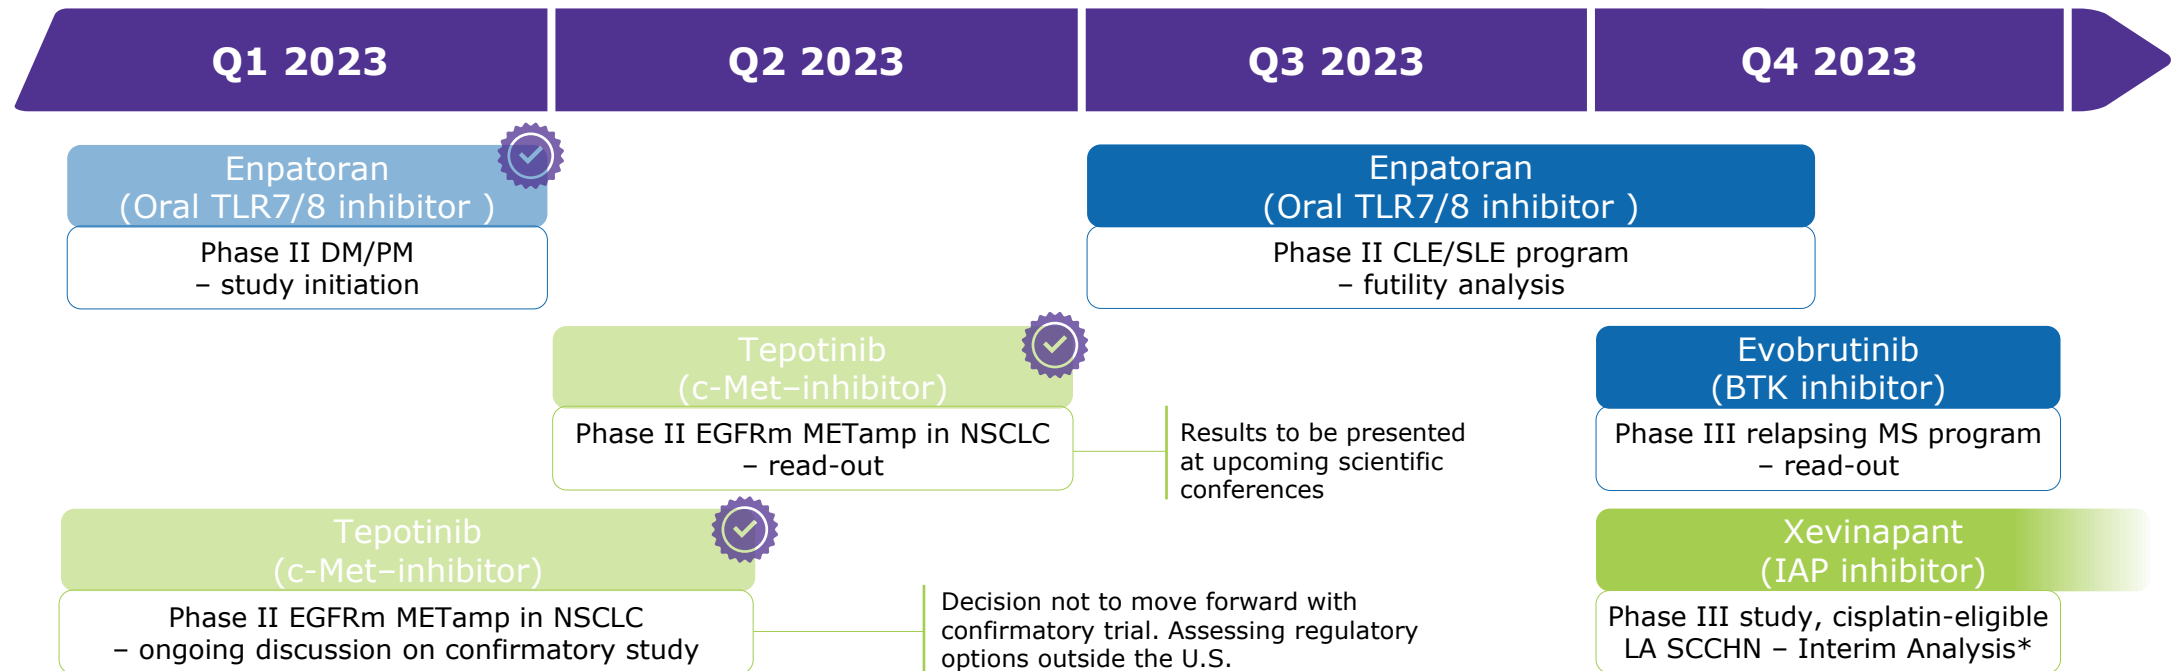 Q1 2023
Q2 2023
Q3 2023
Q4 2023
Enpatoran
(Oral TLR7/8 inhibitor )
Phase II DM/PM
– study initiation
Enpatoran
(Oral TLR7/8 inhibitor )
Phase II CLE/SLE program
– futility analysis
Tepotinib
(c-Met–inhibitor)
Phase II EGFRm METamp in NSCLC
– read-out
Results to be presented
at upcoming scientific
conferences
Evobrutinib
(BTK inhibitor)
Phase III relapsing MS program
– read-out
Tepotinib
(c-Met–inhibitor)
Phase II EGFRm METamp in NSCLC
– ongoing discussion on confirmatory study
Decision not to move forward with
confirmatory trial. Assessing regulatory
options outside the U.S.
Xevinapant
(IAP inhibitor)
Phase III study, cisplatin-eligible
LA SCCHN – Interim Analysis*